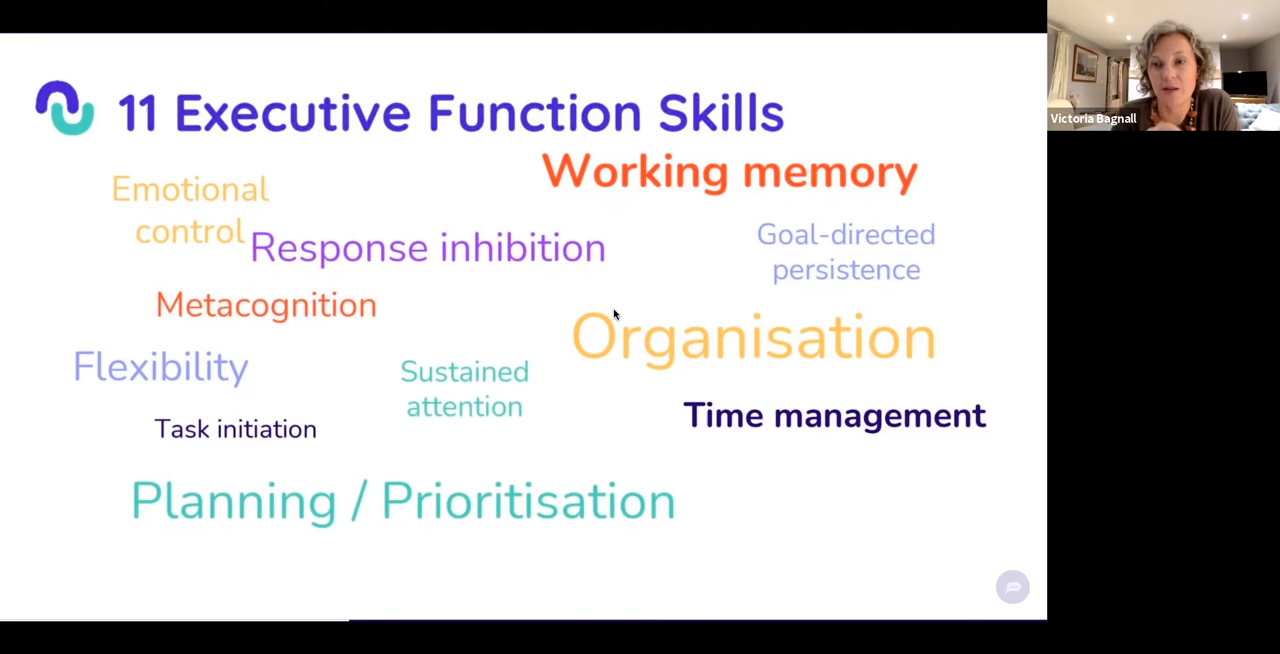 11 Executive Function Skills
Working memory
Emotional
control
Response inhibition
Goal-directed
persistence
Metacognition
Organisation
Flexibility
Sustained
attention
Time management
Task initiation
Planning / Prioritisation
Victoria Bagnall